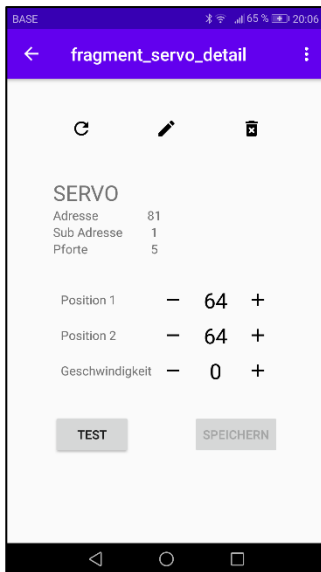 BASE 65 % 20:06
fragment_servo_detail
SERVO
Adresse 81
Sub Adresse 1
Pforte 5
Position 1 − 64 +
Position 2 − 64 +
Geschwindigkeit − 0 +
TEST SPEICHERN